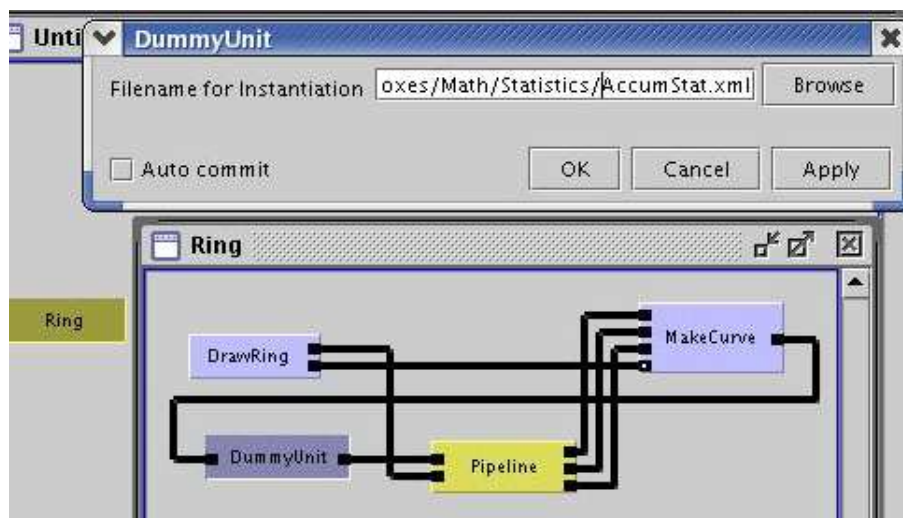 Unti
DummyUnit
Filename for Instantiation
oxes/Math/Statistics/AccumStat.xml
Browse
Auto commit
OK
Cancel
Apply
Ring
Ring
DrawRing
MakeCurve
DummyUnit
Pipeline